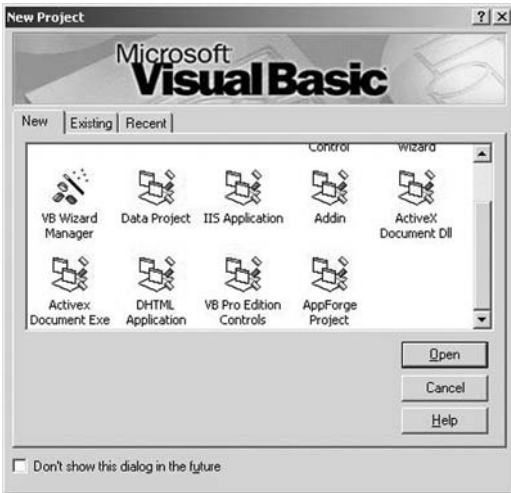 New Project
Microsoft
Visual Basic
New Existing Recent
Control Wizard
VB Wizard Manager
Data Project
IIS Application
Addin
ActiveX Document Dll
Activex Document Exe
DHTML Application
VB Pro Edition Controls
AppForge Project
Open
Cancel
Help
Don't show this dialog in the future